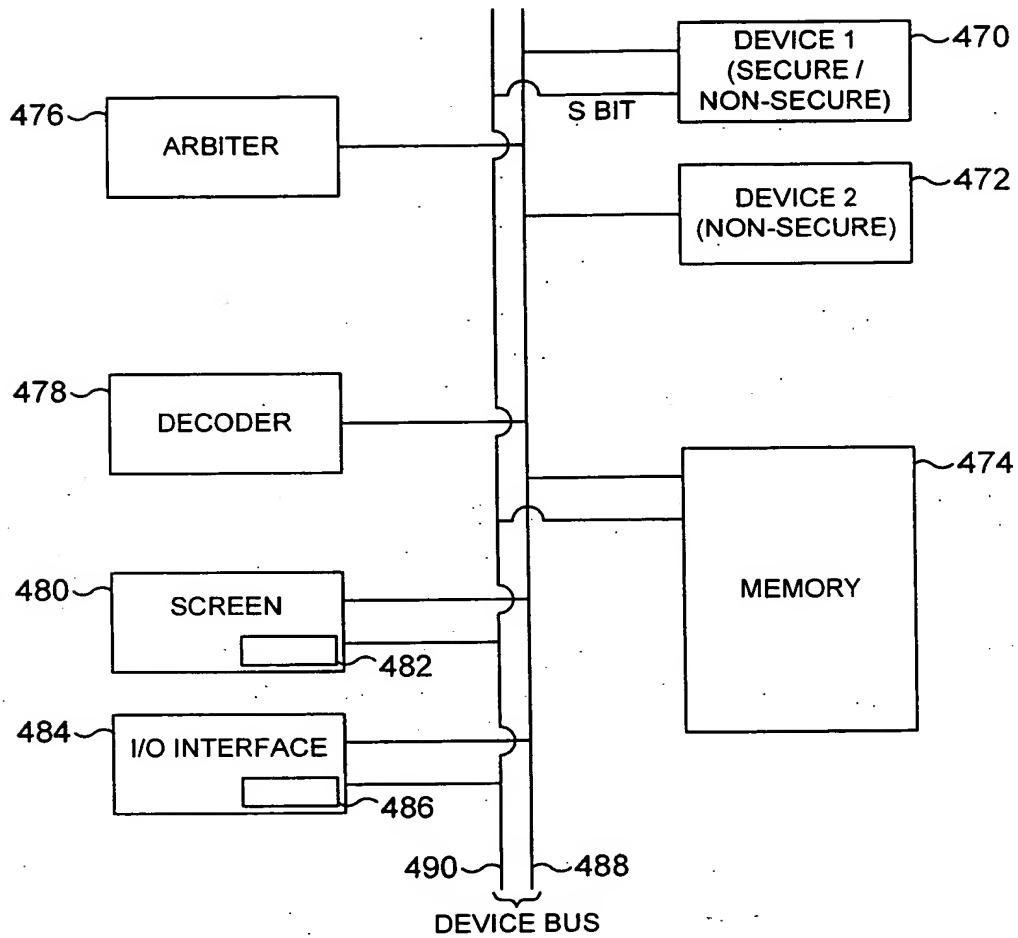 DEVICE 1
(SECURE /
NON-SECURE)
470
S BIT
476
ARBITER
DEVICE 2
(NON-SECURE)
472
478
DECODER
474
MEMORY
480
SCREEN
482
484
I/O INTERFACE
486
490
488
DEVICE BUS